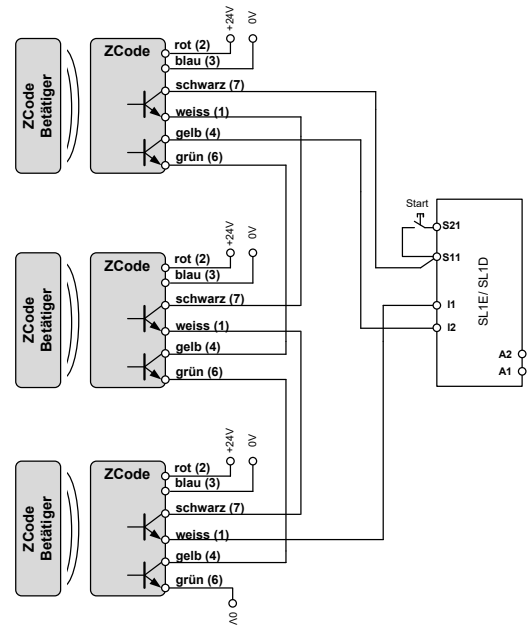 +24V
0V
ZCode
Betätiger
ZCode
rot (2)
blau (3)
schwarz (7)
weiss (1)
gelb (4)
grün (6)
+24V
0V
ZCode
Betätiger
ZCode
rot (2)
blau (3)
schwarz (7)
weiss (1)
gelb (4)
grün (6)
+24V
0V
ZCode
Betätiger
ZCode
rot (2)
blau (3)
schwarz (7)
weiss (1)
gelb (4)
grün (6)
0V
Start
S21
S11
I1
I2
SL1E/ SL1D
A2
A1